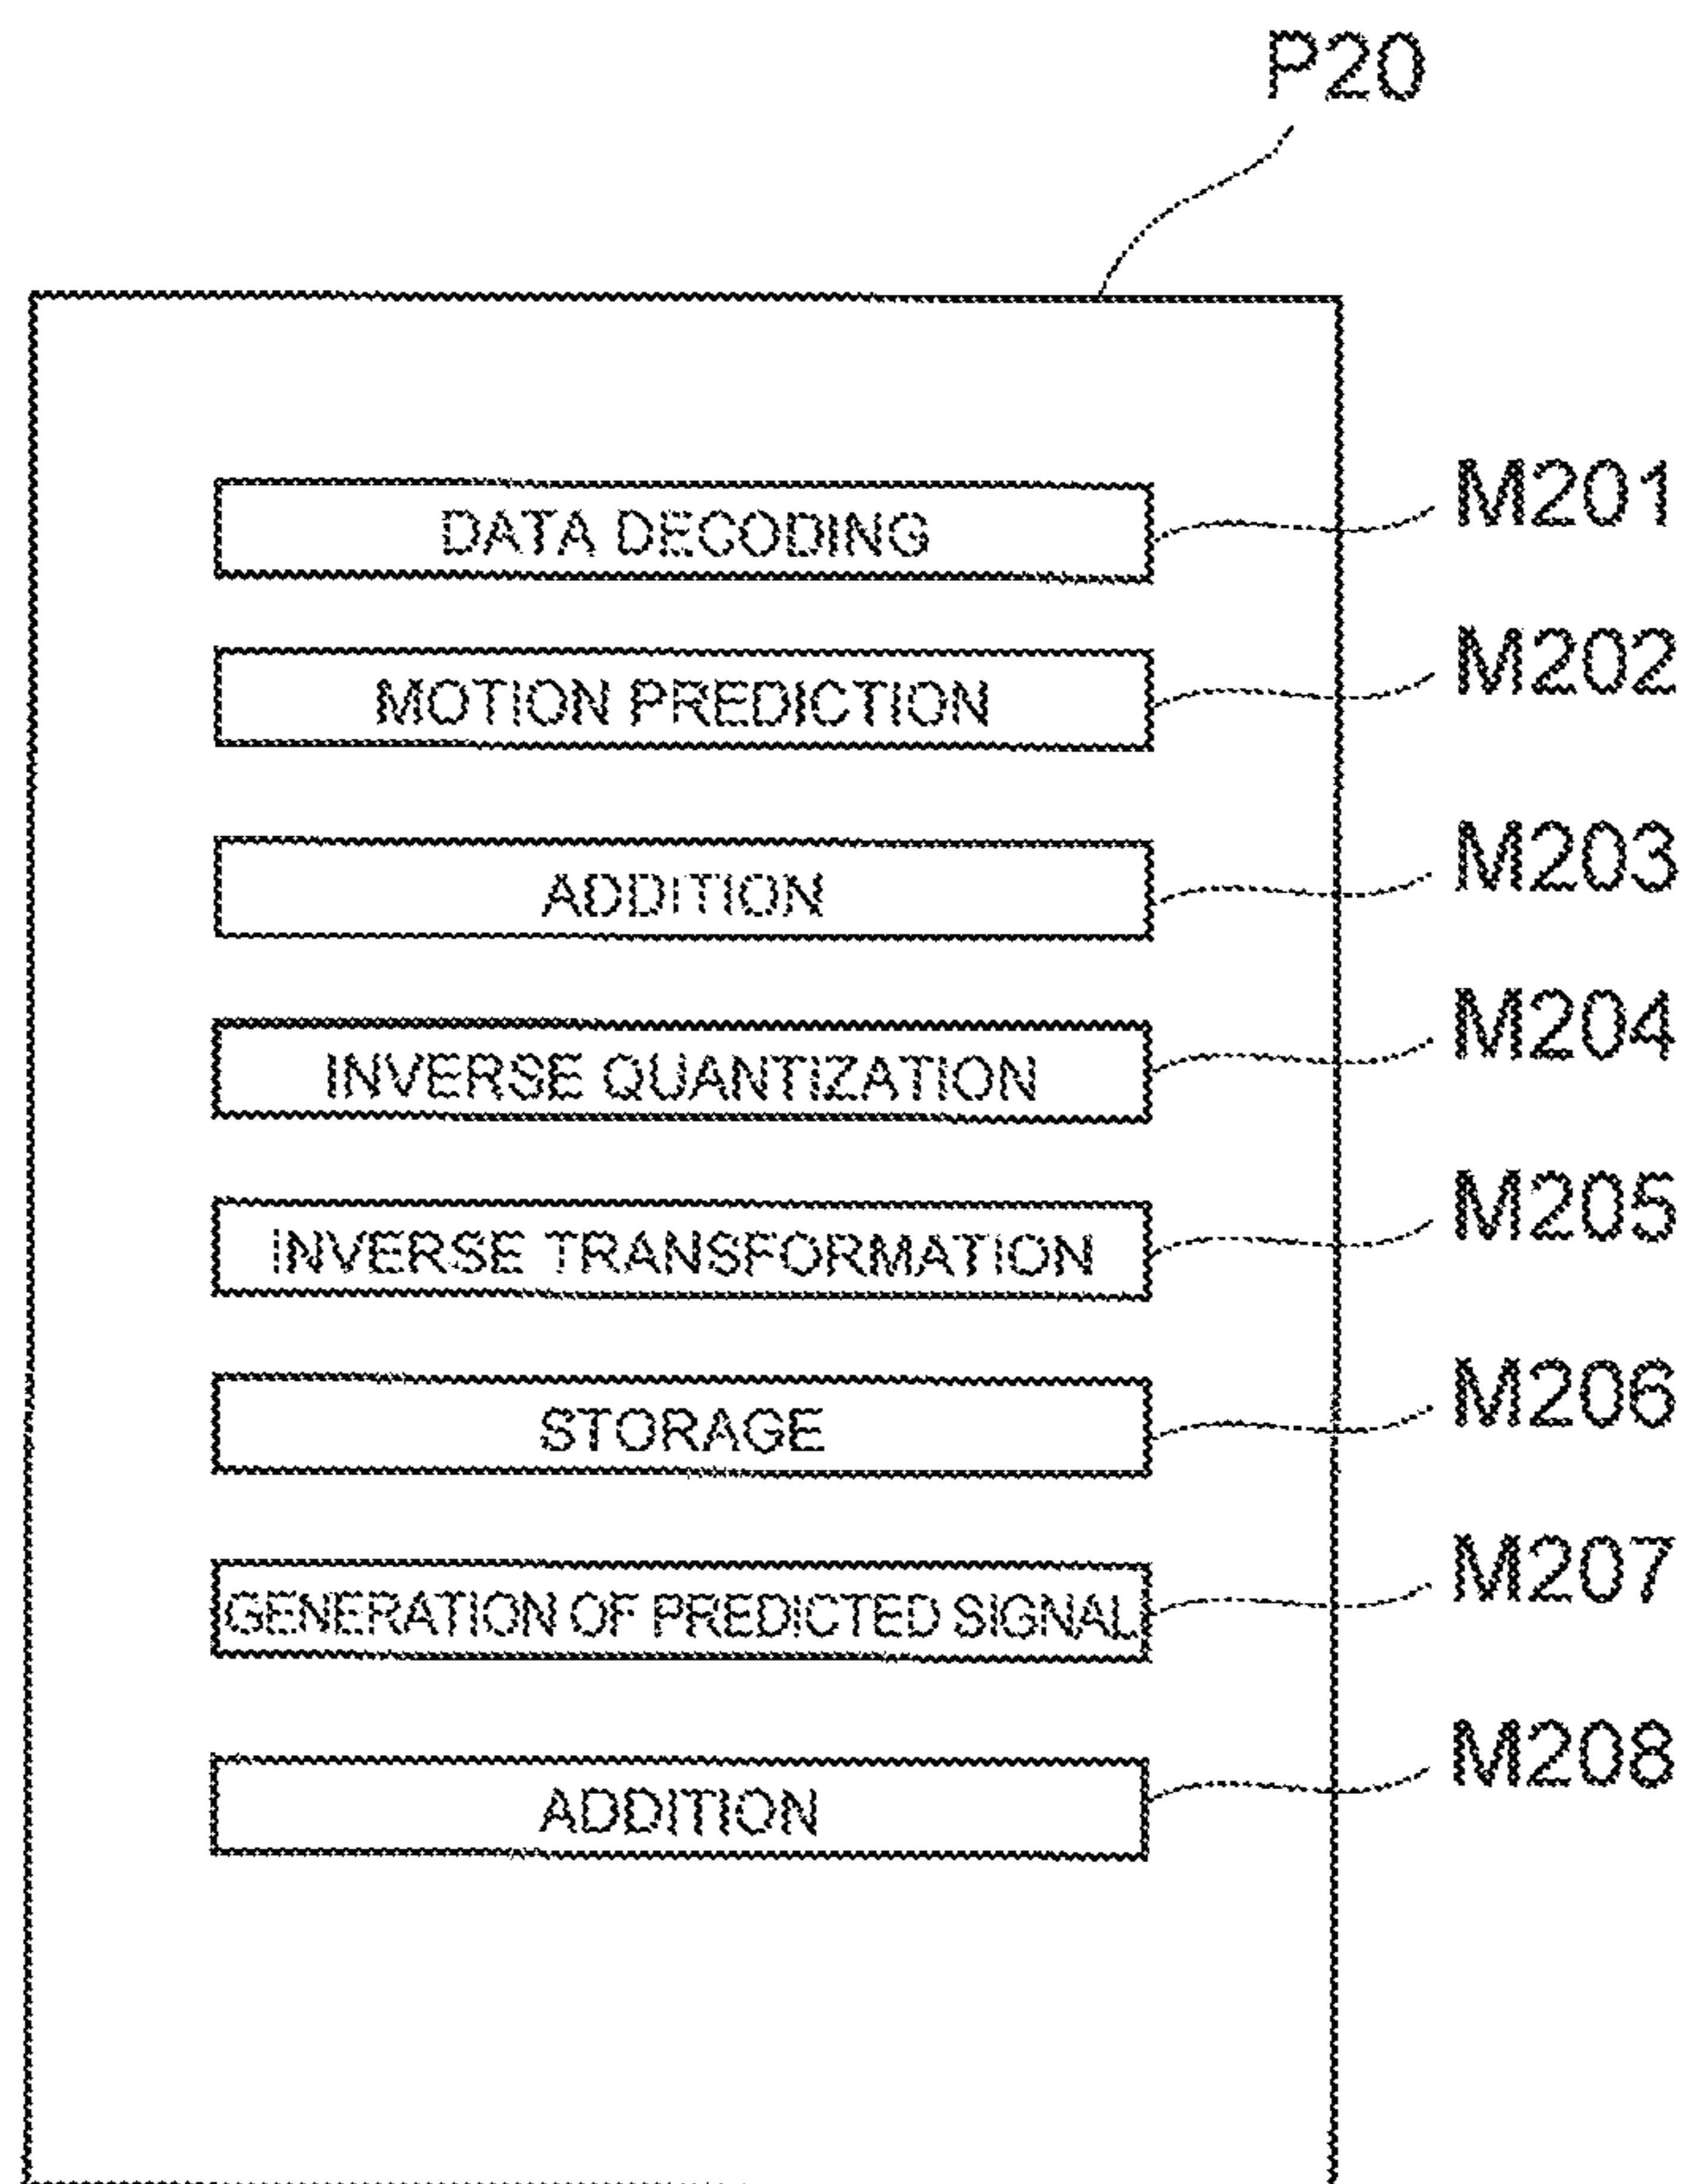 P20
DATA DECODING M201
MOTION PREDICTION M202
ADDITION M203
INVERSE QUANTIZATION M204
INVERSE TRANSFORMATION M205
STORAGE M206
GENERATION OF PREDICTED SIGNAL M207
ADDITION M208